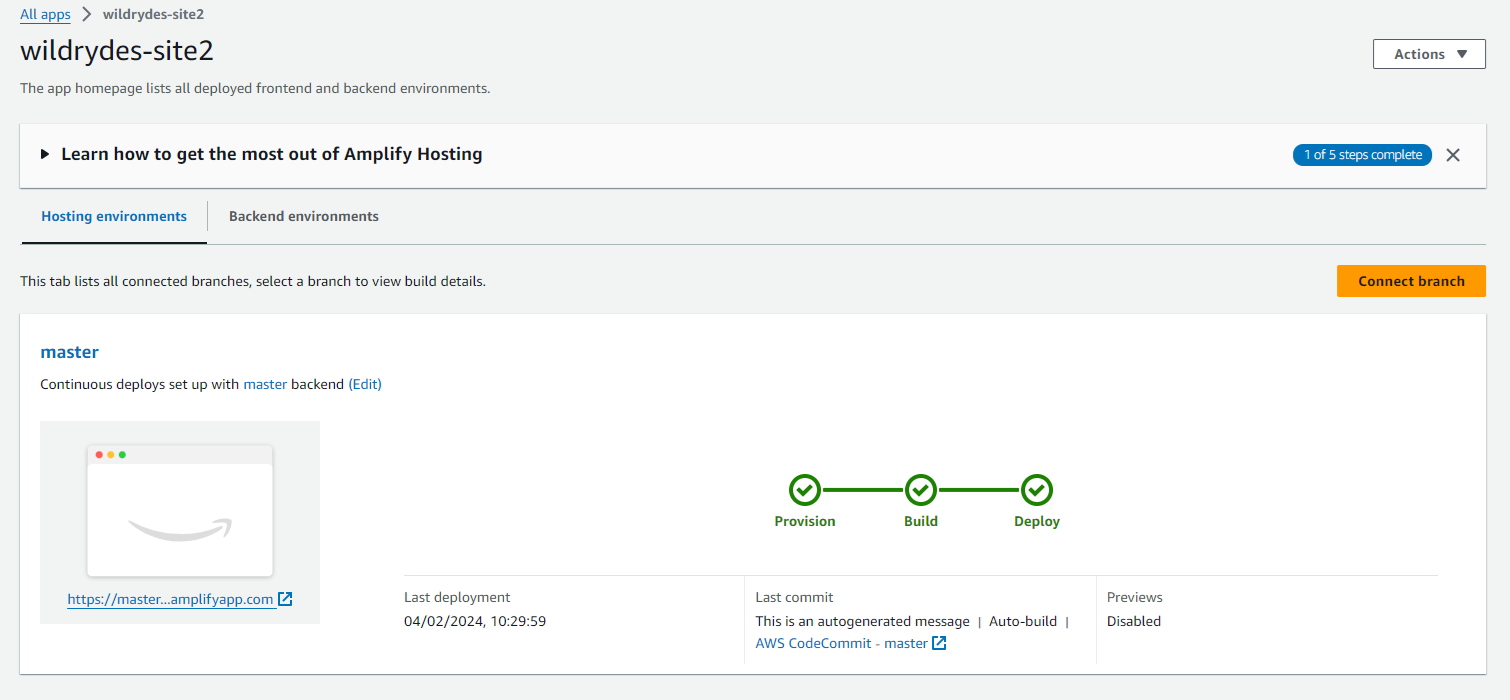 All apps > wildrydes-site2
wildrydes-site2
Actions ▼
The app homepage lists all deployed frontend and backend environments.
Learn how to get the most out of Amplify Hosting
1 of 5 steps complete
Hosting environments
Backend environments
This tab lists all connected branches, select a branch to view build details.
Connect branch
master
Continuous deploys set up with master backend (Edit)
Provision
Build
Deploy
https://master...amplifyapp.com
Last deployment
04/02/2024, 10:29:59
Last commit
This is an autogenerated message | Auto-build |
AWS CodeCommit - master
Previews
Disabled